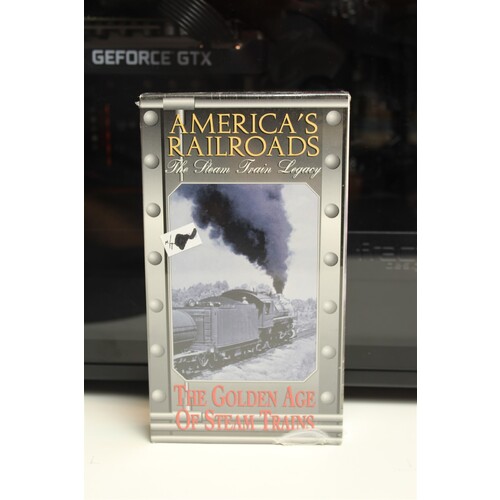 GEFORCE GTX
AMERICA'S
RAILROADS
The Steam Train Legacy
THE GOLDEN AGE
OF STEAM TRAINS